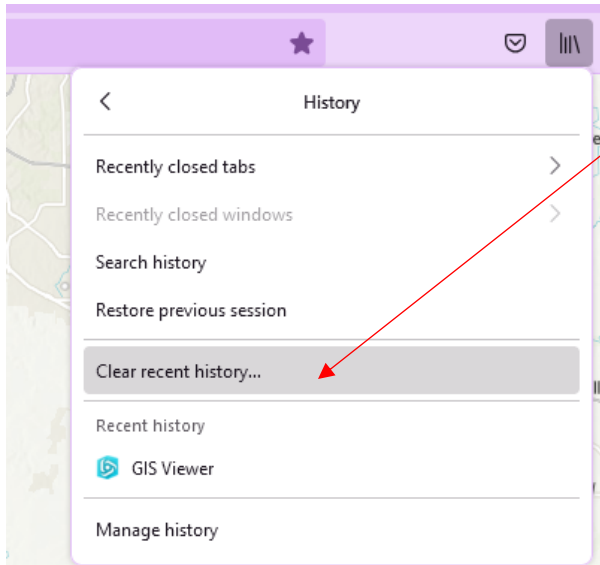 History
Recently closed tabs
Recently closed windows
Search history
Restore previous session
Clear recent history...
Recent history
GIS Viewer
Manage history